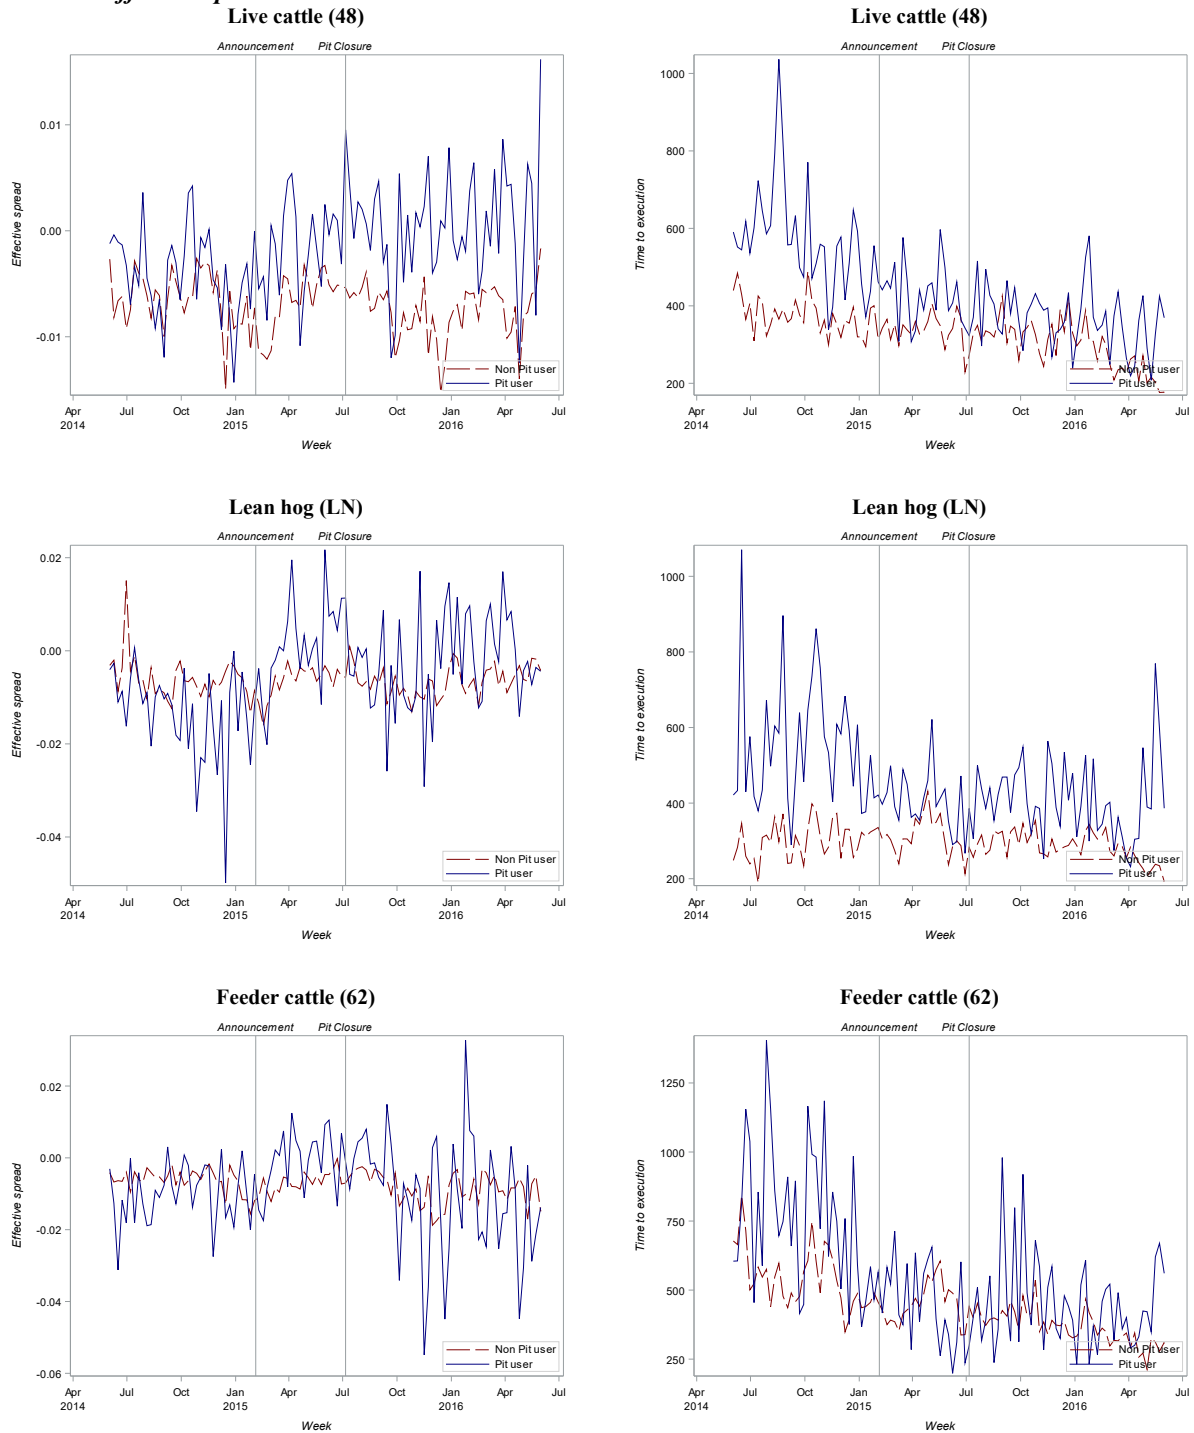 Live cattle (48)
Announcement Pit Closure
Effective spread
0.01
0.00
-0.01
Non Pit user
Pit user
Apr Jul Oct Jan Apr Jul Oct Jan Apr Jul
2014 2015 2016
Week
Live cattle (48)
Announcement Pit Closure
Time to execution
1000
800
600
400
200
Non Pit user
Pit user
Apr Jul Oct Jan Apr Jul Oct Jan Apr Jul
2014 2015 2016
Week
Lean hog (LN)
Announcement Pit Closure
Effective spread
0.02
0.00
-0.02
-0.04
Non Pit user
Pit user
Apr Jul Oct Jan Apr Jul Oct Jan Apr Jul
2014 2015 2016
Week
Lean hog (LN)
Announcement Pit Closure
Time to execution
1000
800
600
400
200
Non Pit user
Pit user
Apr Jul Oct Jan Apr Jul Oct Jan Apr Jul
2014 2015 2016
Week
Feeder cattle (62)
Announcement Pit Closure
Effective spread
0.02
0.00
-0.02
-0.04
-0.06
Non Pit user
Pit user
Apr Jul Oct Jan Apr Jul Oct Jan Apr Jul
2014 2015 2016
Week
Feeder cattle (62)
Announcement Pit Closure
Time to execution
1250
1000
750
500
250
Non Pit user
Pit user
Apr Jul Oct Jan Apr Jul Oct Jan Apr Jul
2014 2015 2016
Week